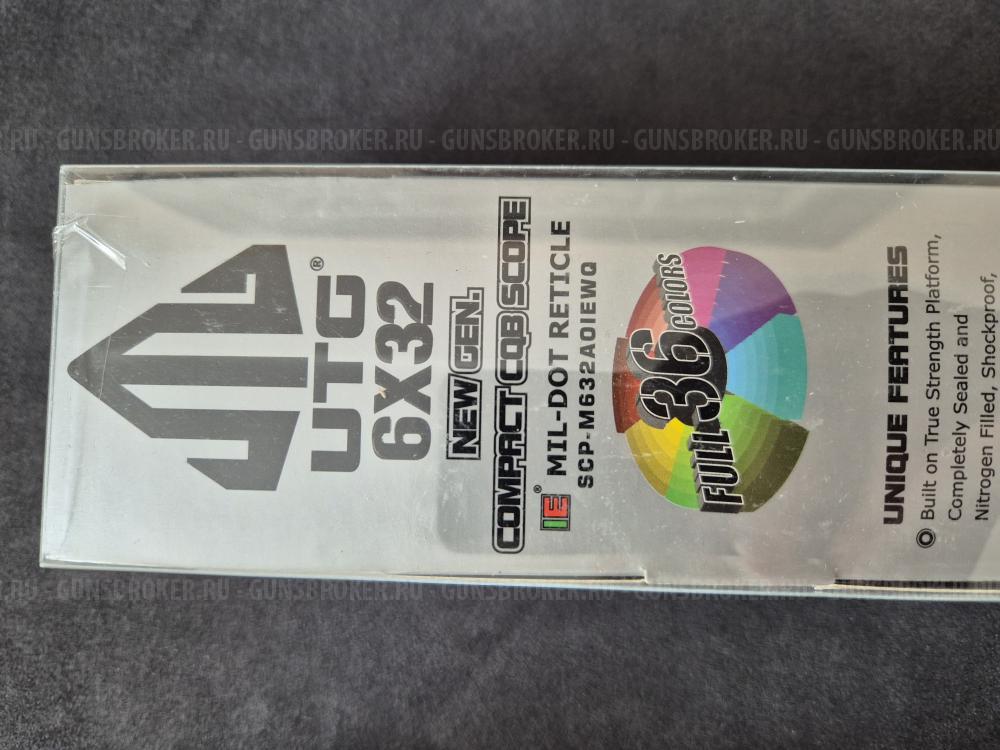 .RU - GUNSBROKER.RU - GUNSBROKER.RU - GUNSBROKER.RU - GUNSBROKER.RU - GUNSBROKER.RU
UTG®
6X32
NEW GEN.
COMPACT CQB SCOPE
IE® MIL-DOT RETICLE
SCP-M632AOIEWQ
FULL 36 COLORS
UNIQUE FEATURES
Built on True Strength Platform,
Completely Sealed and
Nitrogen Filled, Shockproof,
.RU - GUNSBROKER.RU - GUNSBROKER.RU - GUNSBROKER.RU - GUNSBROKER.RU - GUNSBROKER.RU